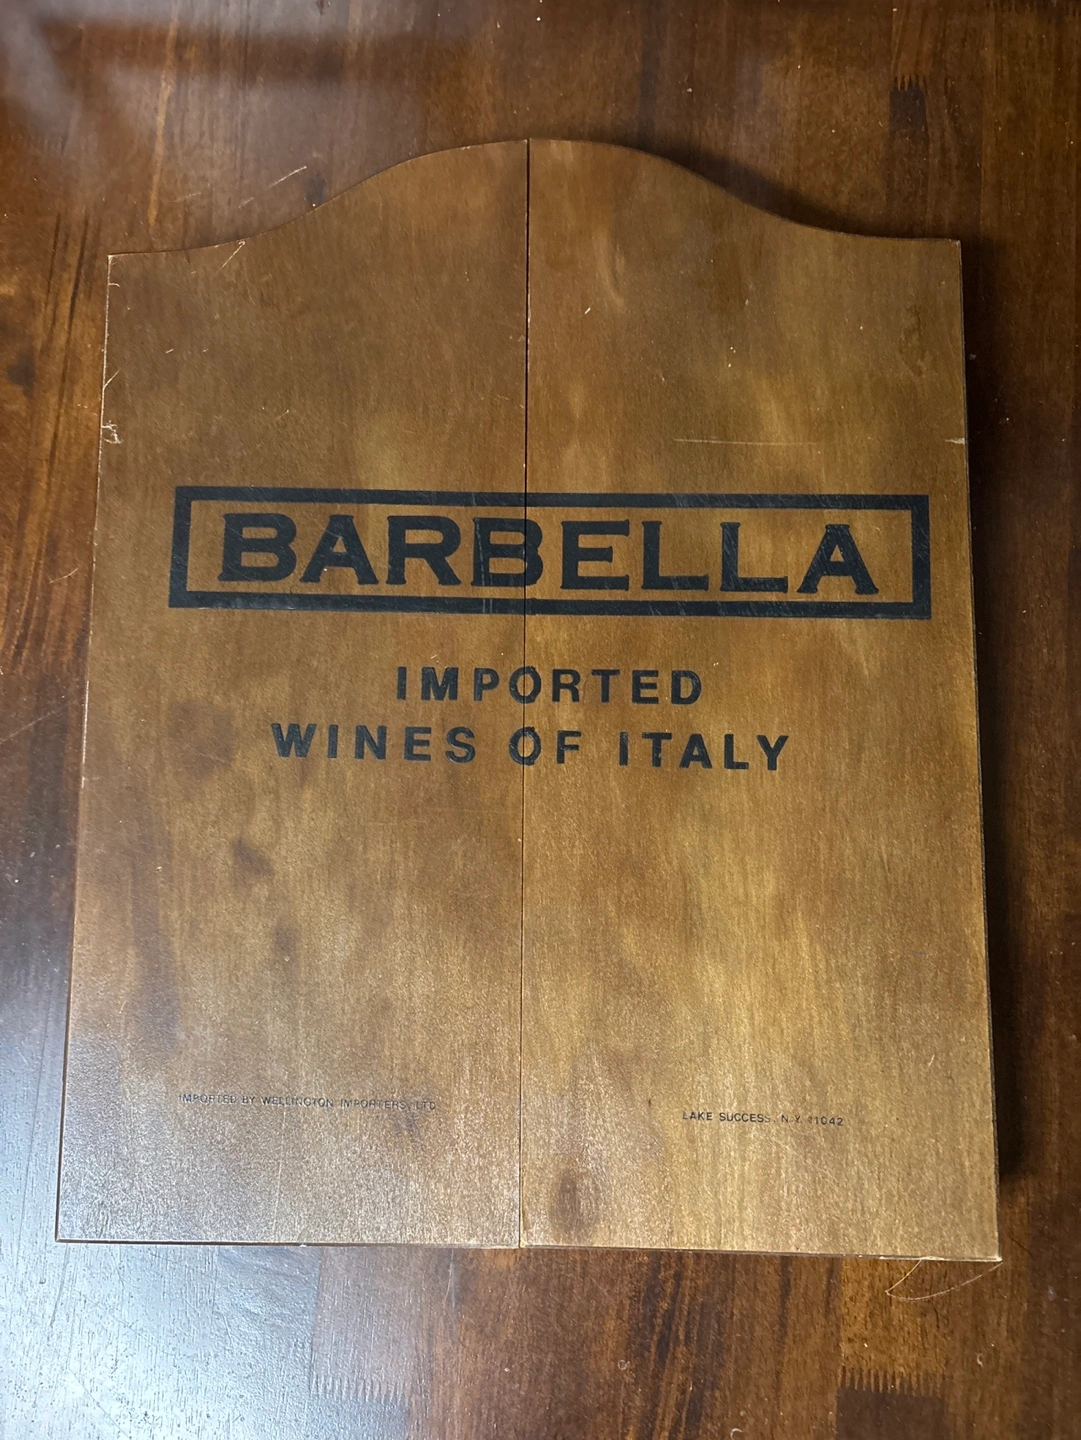 BARBELLA
IMPORTED
WINES OF ITALY
IMPORTED BY WELLINGTON IMPORTERS, LTD.
LAKE SUCCESS, N.Y. 11042